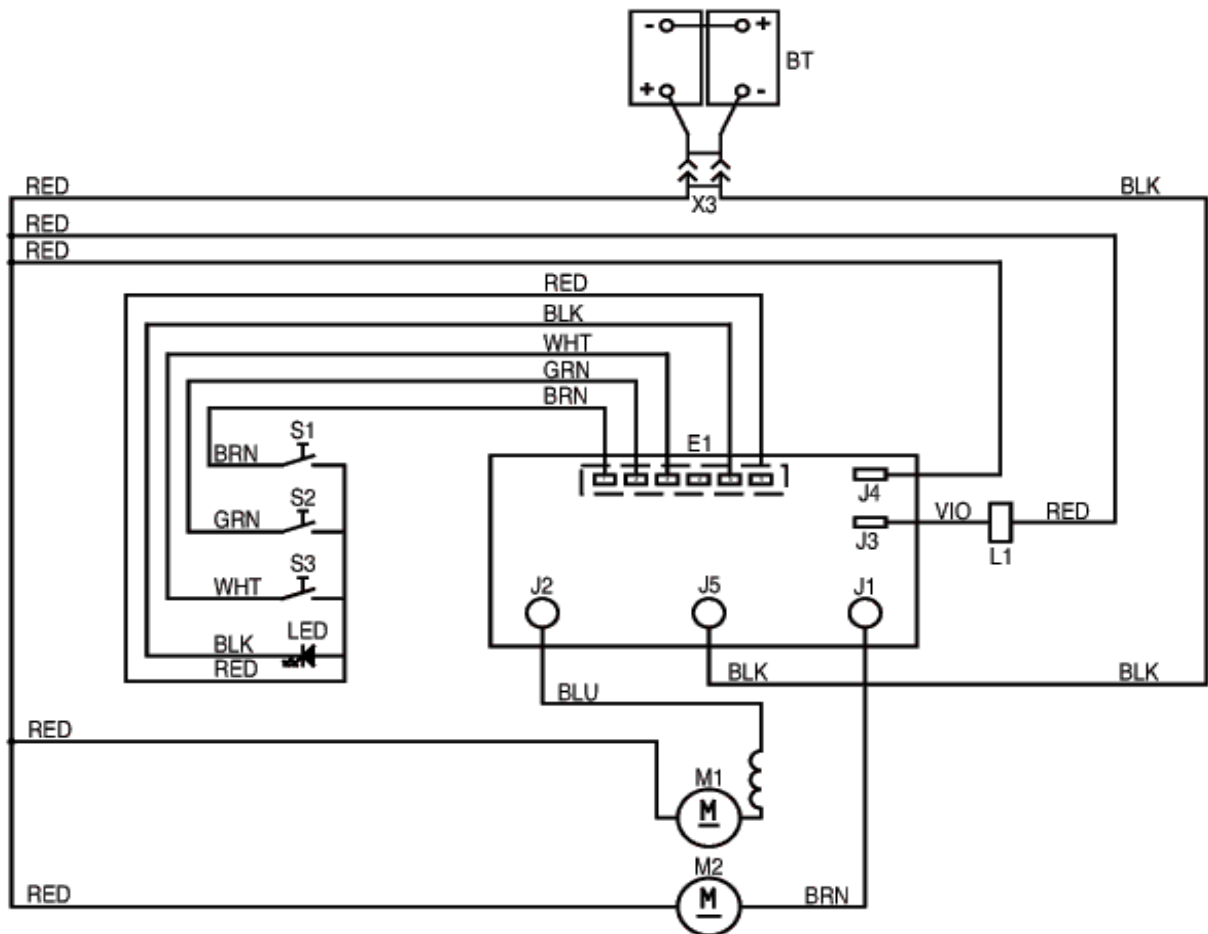 - +
BT
+ -
RED
BLK
X3
RED
RED
RED
BLK
WHT
GRN
BRN
S1
E1
BRN
J4
S2
VIO
RED
GRN
J3
L1
S3
WHT
J2
J5
J1
LED
BLK
RED
BLK
BLK
BLU
RED
M1
M
M2
RED
M
BRN